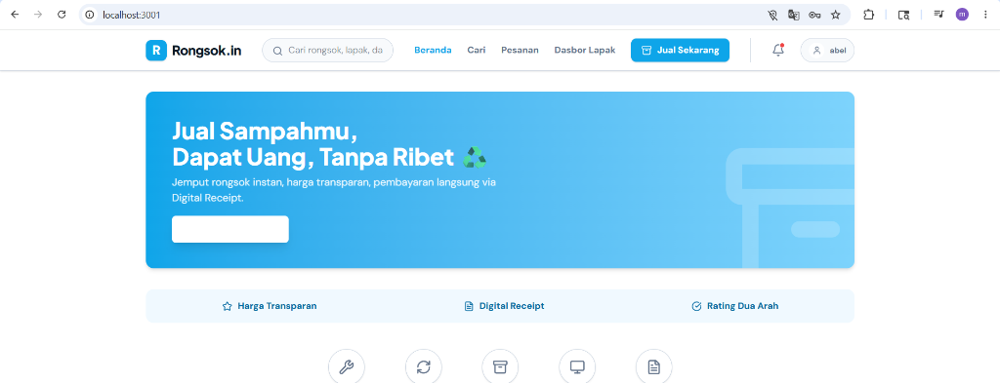 localhost:3001
m
R Rongsok.in
Cari rongsok, lapak, da
Beranda
Cari
Pesanan
Dasbor Lapak
Jual Sekarang
abel
Jual Sampahmu,
Dapat Uang, Tanpa Ribet
Jemput rongsok instan, harga transparan, pembayaran langsung via
Digital Receipt.
Harga Transparan
Digital Receipt
Rating Dua Arah